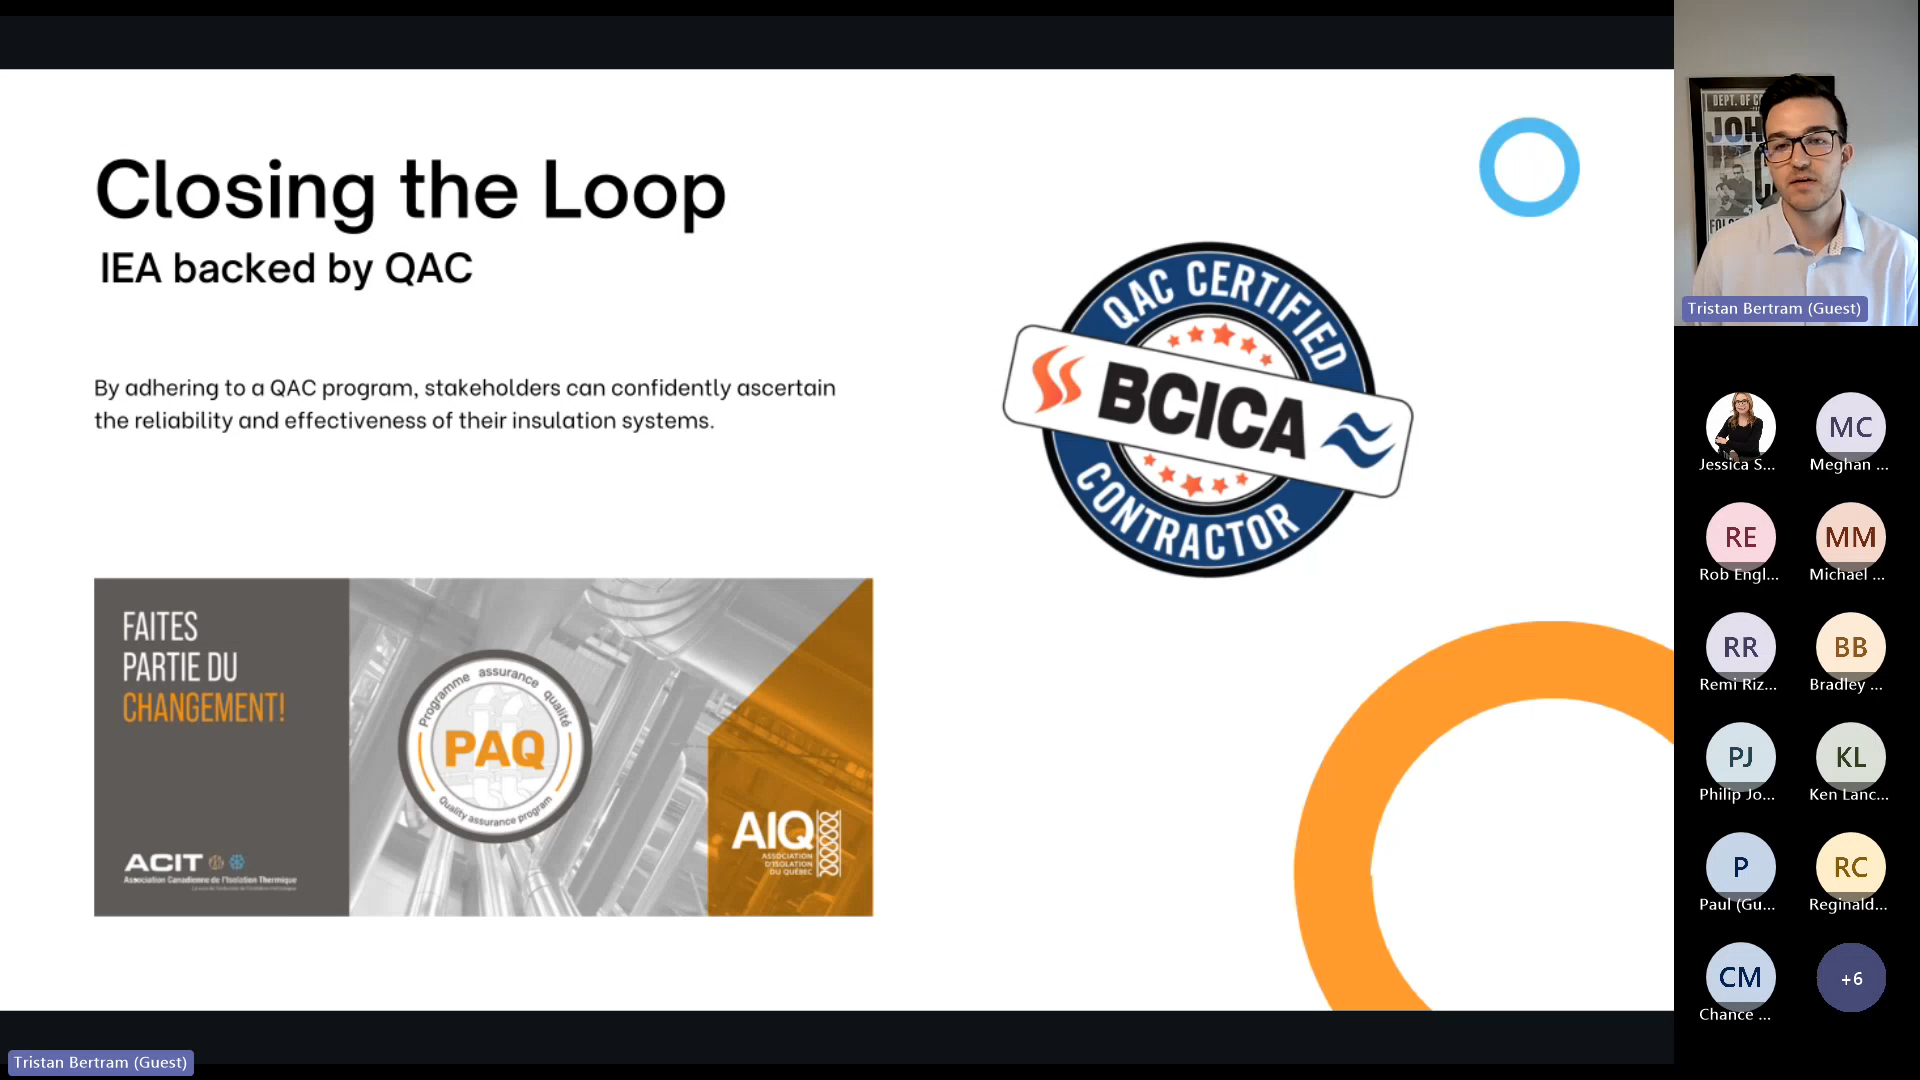 Closing the Loop
IEA backed by QAC
By adhering to a QAC program, stakeholders can confidently ascertain
the reliability and effectiveness of their insulation systems.
QAC CERTIFIED
BCICA
CONTRACTOR
FAITES
PARTIE DU
CHANGEMENT!
Programme assurance qualité
PAQ
Quality assurance program
ACIT
Association Canadienne de l'Isolation Thermique
AIQ
ASSOCIATION
D'ISOLATION
DU QUÉBEC
Tristan Bertram (Guest)
DEPT. OF
JOH
Tristan Bertram (Guest)
Jessica S...
MC
Meghan ...
RE
Rob Engl...
MM
Michael ...
RR
Remi Riz...
BB
Bradley ...
PJ
Philip Jo...
KL
Ken Lanc...
P
Paul (Gu...
RC
Reginald...
CM
Chance ...
+6